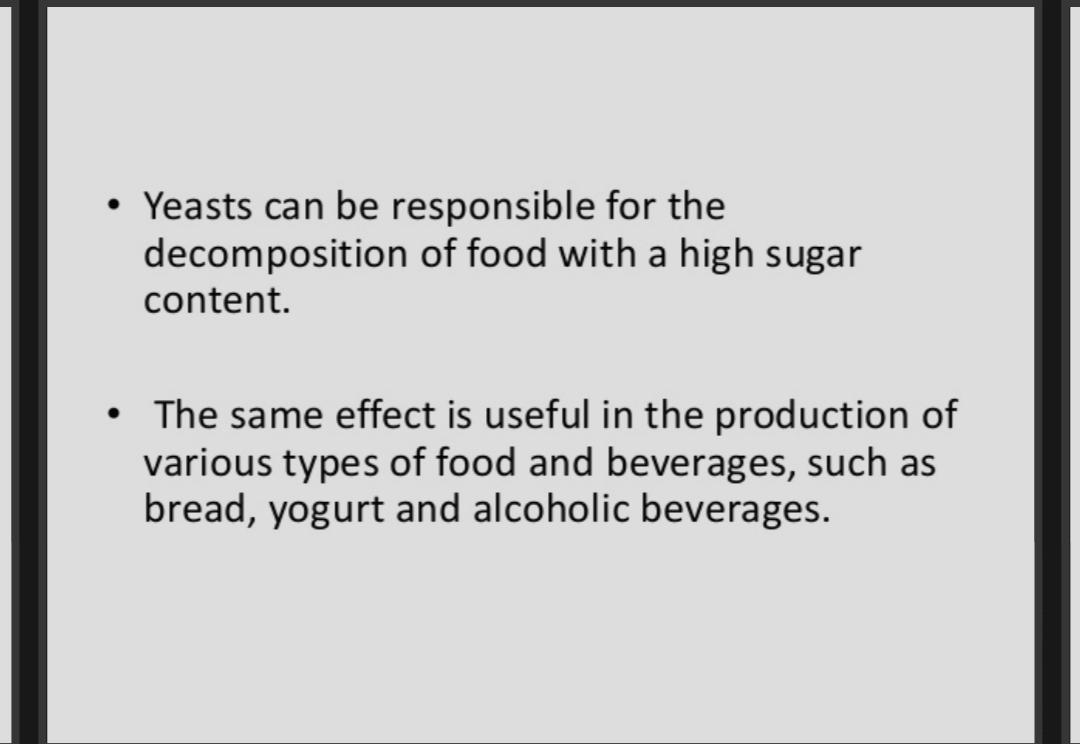 • Yeasts can be responsible for the
decomposition of food with a high sugar
content.
• The same effect is useful in the production of
various types of food and beverages, such as
bread, yogurt and alcoholic beverages.